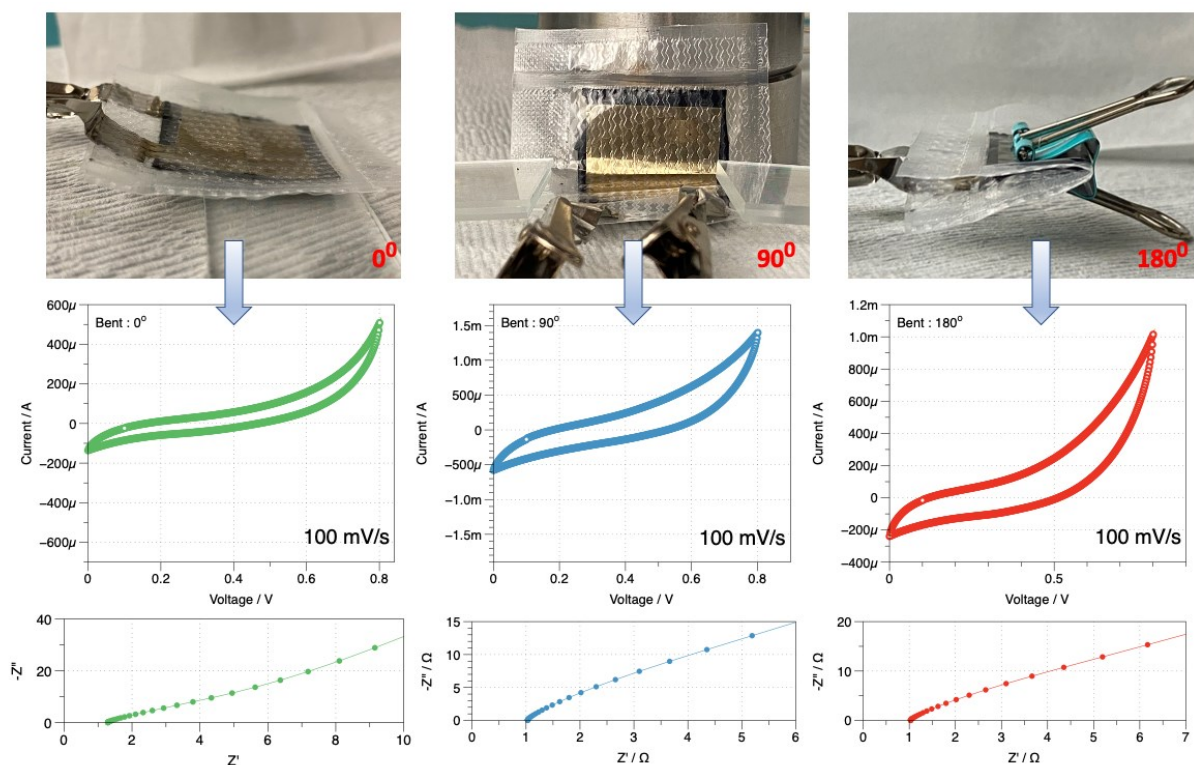 0⁰
90⁰
180⁰
600µ
400µ
200µ
0
−200µ
−400µ
−600µ
Current / A
Bent : 0°
100 mV/s
0
0.2
0.4
0.6
0.8
Voltage / V
1.5m
1.0m
500µ
0
−500µ
−1.0m
−1.5m
Current / A
Bent : 90°
100 mV/s
0
0.2
0.4
0.6
0.8
Voltage / V
1.2m
1.0m
800µ
600µ
400µ
200µ
0
−200µ
−400µ
Current / A
Bent : 180°
100 mV/s
0
0.5
Voltage / V
40
20
0
-Z"
0
2
4
6
8
10
Z'
15
10
5
0
-Z" / Ω
0
1
2
3
4
5
6
Z' / Ω
20
10
0
-Z" / Ω
0
1
2
3
4
5
6
7
Z' / Ω